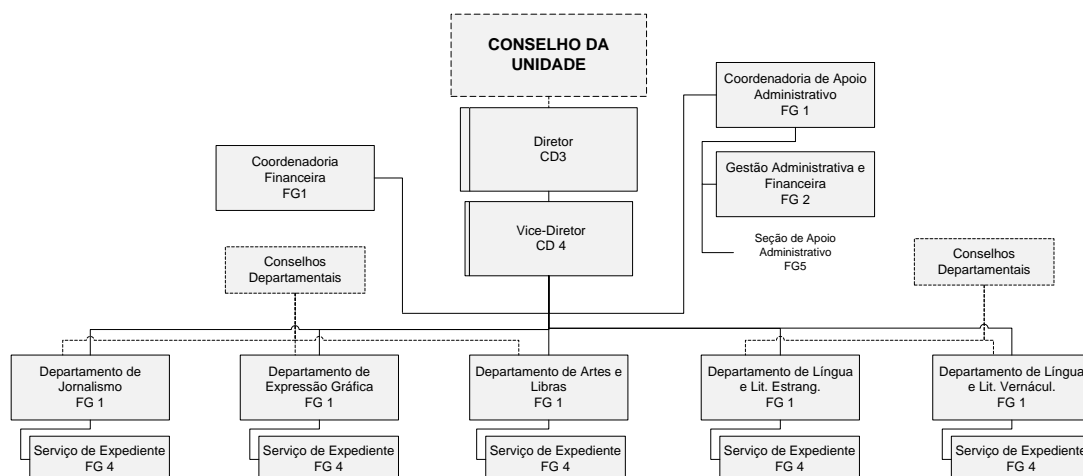 CONSELHO DA
UNIDADE
Coordenadoria de Apoio
Administrativo
FG 1
Diretor
CD3
Coordenadoria
Financeira
FG1
Gestão Administrativa e
Financeira
FG 2
Vice-Diretor
CD 4
Seção de Apoio
Administrativo
FG5
Conselhos
Departamentais
Conselhos
Departamentais
Departamento de
Jornalismo
FG 1
Departamento de
Expressão Gráfica
FG 1
Departamento de Artes e
Libras
FG 1
Departamento de Língua
e Lit. Estrang.
FG 1
Departamento de Língua
e Lit. Vernácul.
FG 1
Serviço de Expediente
FG 4
Serviço de Expediente
FG 4
Serviço de Expediente
FG 4
Serviço de Expediente
FG 4
Serviço de Expediente
FG 4